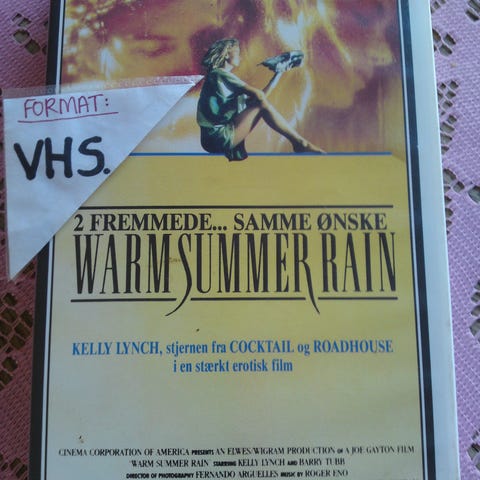 FORMAT:
VHS.
2 FREMMEDE... SAMME ØNSKE
WARM SUMMER RAIN
KELLY LYNCH, stjernen fra COCKTAIL og ROADHOUSE
i en stærkt erotisk film
CINEMA CORPORATION OF AMERICA PRESENTS AN ELWES/WIGRAM PRODUCTION OF A JOE GAYTON FILM
'WARM SUMMER RAIN STARRING KELLY LYNCH AND BARRY TUBB
DIRECTOR OF PHOTOGRAPHY FERNANDO ARGUELLES MUSIC BY ROGER ENO